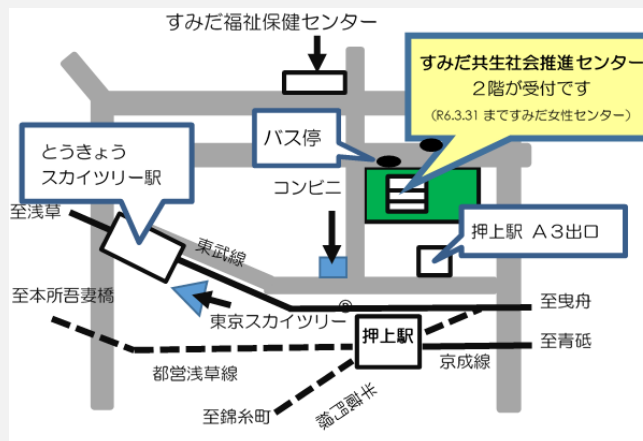 すみだ福祉保健センター
すみだ共生社会推進センター
2階が受付です
（R6.3.31 まですみだ女性センター）
バス停
とうきょう
スカイツリー駅
コンビニ
至浅草
東武線
押上駅 A3出口
至本所吾妻橋
東京スカイツリー
至曳舟
押上駅
至青砥
京成線
都営浅草線
半蔵門線
至錦糸町